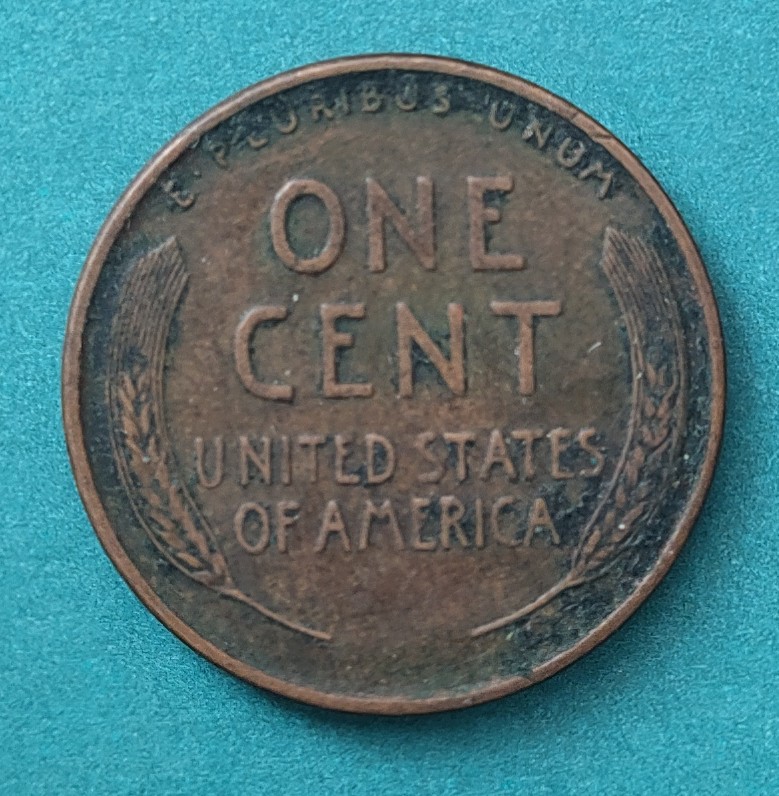 E·PLURIBUS UNUM
ONE
CENT
UNITED STATES
OF AMERICA